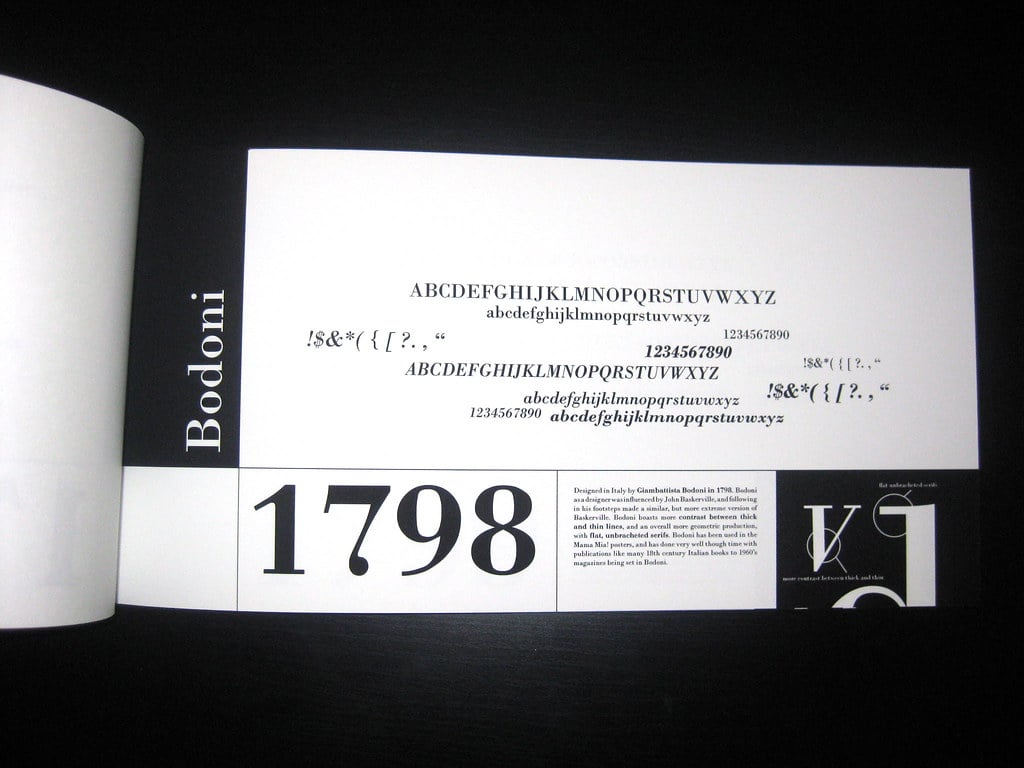 Bodoni
ABCDEFGHIJKLMNOPQRSTUVWXYZ
abcdefghijklmnopqrstuvwxyz
1234567890
!$&*( { [ ?. , “
1234567890
!$&*( { [ ?. , “
ABCDEFGHIJKLMNOPQRSTUVWXYZ
!$&*( { [ ?. , “
abcdefghijklmnopqrstuvwxyz
1234567890 abcdefghijklmnopqrstuvwxyz
1798
Designed in Italy by Giambattista Bodoni in 1798. Bodoni
as a designer was influenced by John Baskerville, and following
in his footsteps made a similar, but more extreme version of
Baskerville. Bodoni boasts more contrast between thick
and thin lines, and an overall more geometric production,
with flat, unbracheted serifs. Bodoni has been used in the
Mama Mia! posters, and has done very well though time with
publications like many 18th century Italian books to 1960's
magazines being set in Bodoni.
flat unbracheted serifs
V 1
more contrast between thick and thin